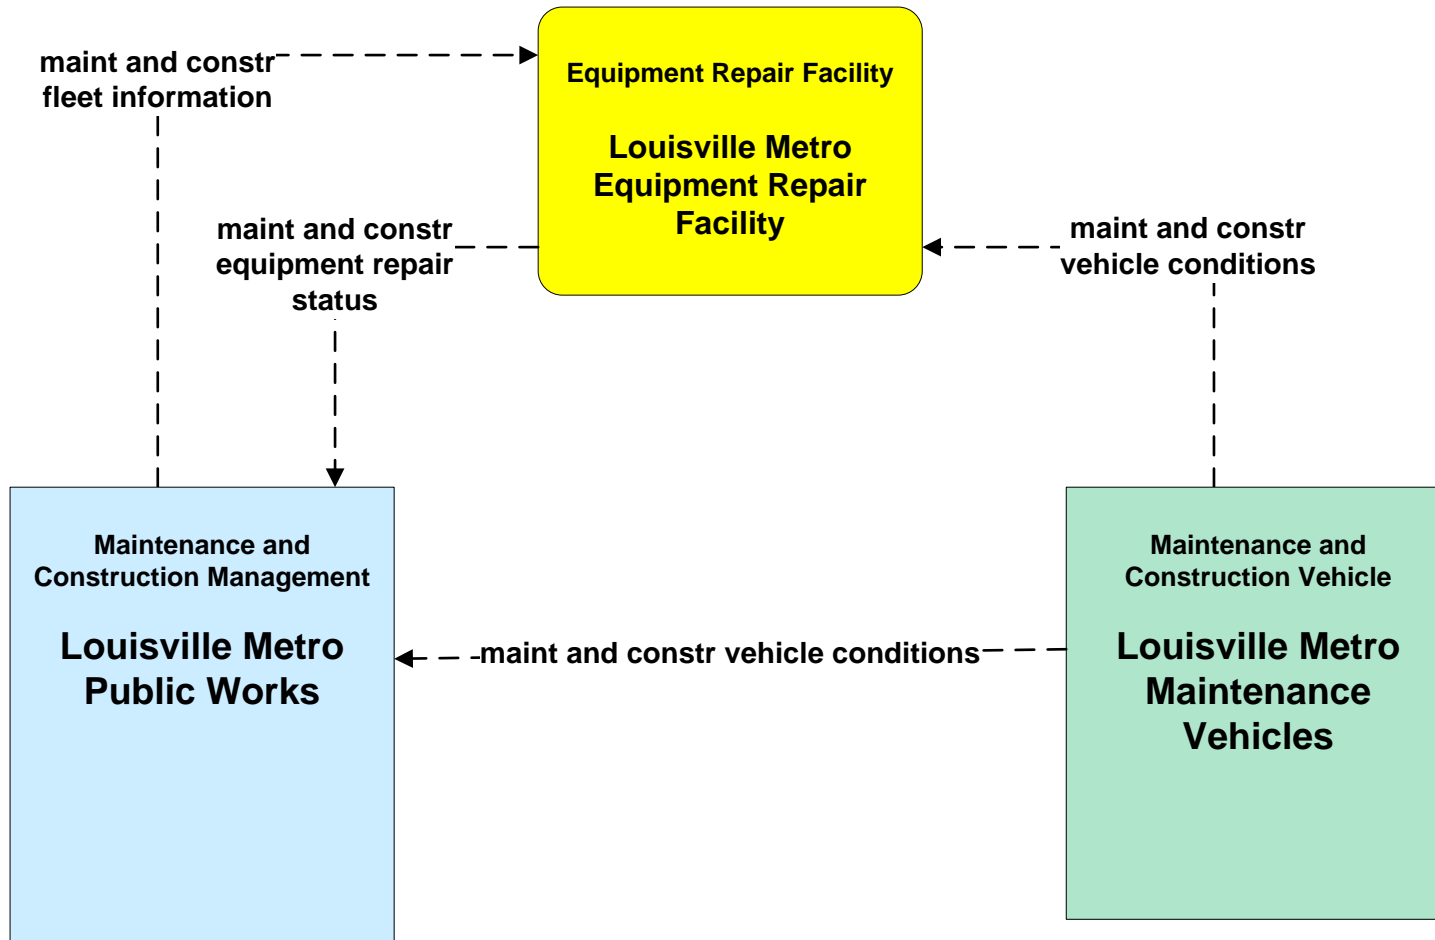 maint and constr
fleet information
Equipment Repair Facility
Louisville Metro
Equipment Repair
Facility
maint and constr
equipment repair
status
maint and constr
vehicle conditions
Maintenance and
Construction Management
Louisville Metro
Public Works
maint and constr vehicle conditions
Maintenance and
Construction Vehicle
Louisville Metro
Maintenance
Vehicles